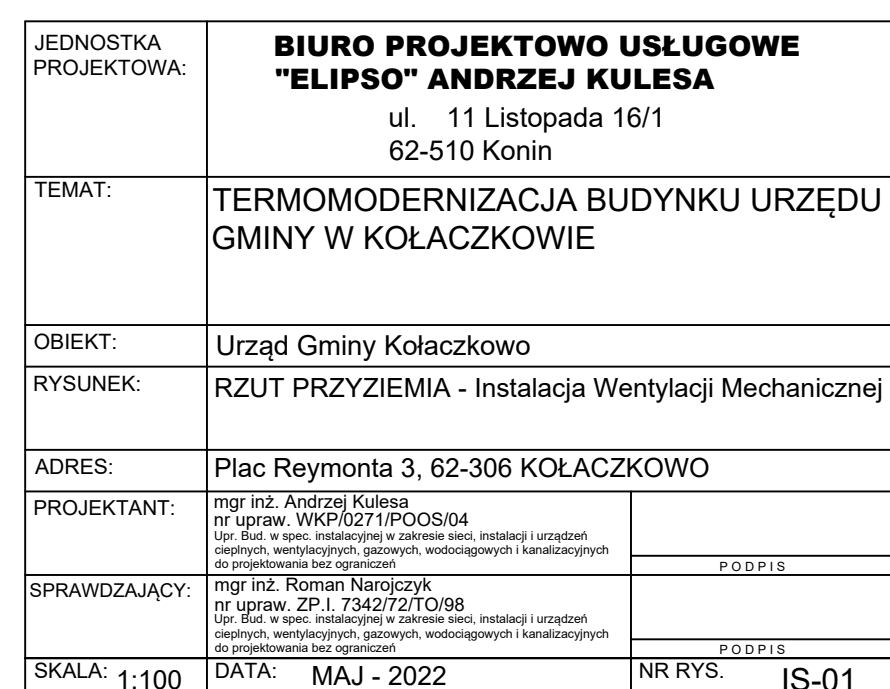 JEDNOSTKA
PROJEKTOWA:
BIURO PROJEKTOWO USŁUGOWE
"ELIPSO" ANDRZEJ KULESA
ul. 11 Listopada 16/1
62-510 Konin
TEMAT:
TERMOMODERNIZACJA BUDYNKU URZĘDU
GMINY W KOŁACZKOWIE
OBIEKT: Urząd Gminy Kołaczkowo
RYSUNEK: RZUT PRZYZIEMIA - Instalacja Wentylacji Mechanicznej
ADRES: Plac Reymonta 3, 62-306 KOŁACZKOWO
PROJEKTANT:
mgr inż. Andrzej Kulesa
nr upraw. WKP/0271/POOS/04
Upr. Bud. w spec. instalacyjnej w zakresie sieci, instalacji i urządzeń
cieplnych, wentylacyjnych, gazowych, wodociągowych i kanalizacyjnych
do projektowania bez ograniczeń
PODPIS
SPRAWDZAJĄCY:
mgr inż. Roman Narojczyk
nr upraw. ZP.I. 7342/72/TO/98
Upr. Bud. w spec. instalacyjnej w zakresie sieci, instalacji i urządzeń
cieplnych, wentylacyjnych, gazowych, wodociągowych i kanalizacyjnych
do projektowania bez ograniczeń
PODPIS
SKALA: 1:100 DATA: MAJ - 2022 NR RYS. IS-01